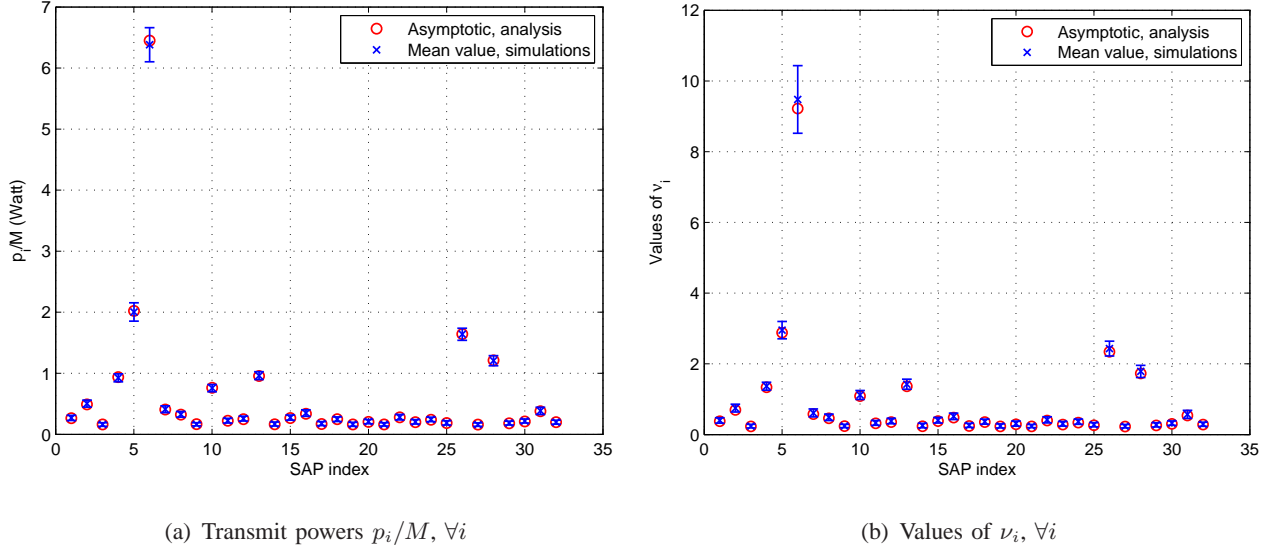 Asymptotic, analysis
Mean value, simulations
p_i/M (Watt)
7
6
5
4
3
2
1
0
0 5 10 15 20 25 30 35
SAP index
(a) Transmit powers p_i/M, ∀i
Asymptotic, analysis
Mean value, simulations
Values of ν_i
12
10
8
6
4
2
0
0 5 10 15 20 25 30 35
SAP index
(b) Values of ν_i, ∀i